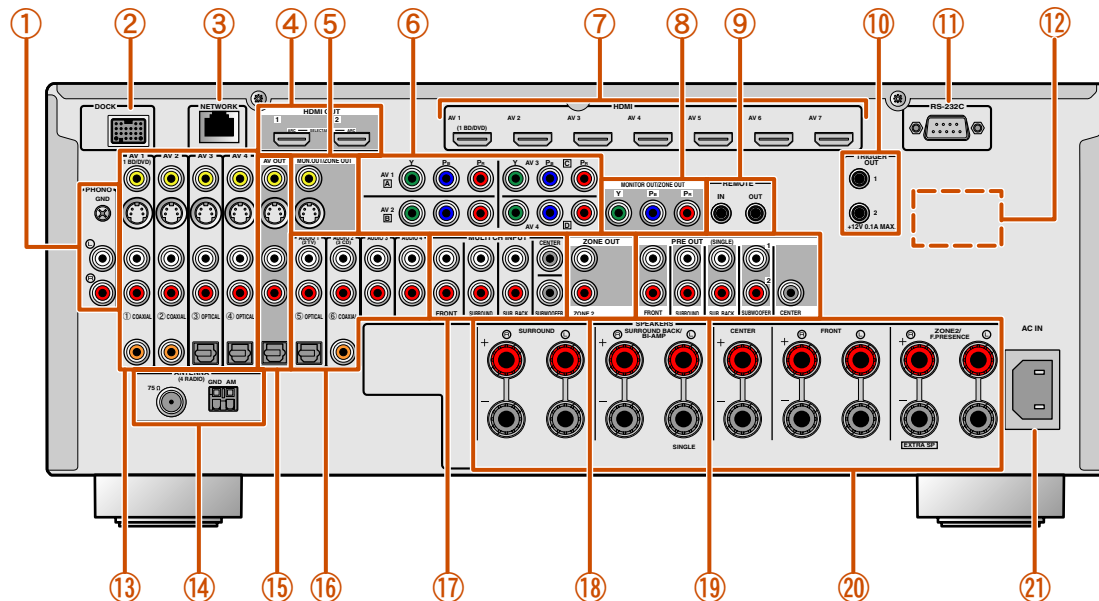 ① ② ③ ④ ⑤ ⑥ ⑦ ⑧ ⑨ ⑩ ⑪ ⑫
DOCK
NETWORK
HDMI OUT
1 2
ARC SELECTABLE ARC
HDMI
AV 1 AV 2 AV 3 AV 4 AV 5 AV 6 AV 7
(1 BD/DVD)
RS-232C
TRIGGER
OUT
1
2
+12V 0.1A MAX.
AV 1 AV 2 AV 3 AV 4 AV OUT MON.OUT/ZONE OUT
(1 BD/DVD)
Y PB PR Y AV 3 PB C PR
AV 1
A
AV 2
B
AV 4 D
MONITOR OUT/ZONE OUT
Y PB PR
REMOTE
IN OUT
PHONO
GND
L
R
AUDIO 1 AUDIO 2 AUDIO 3 AUDIO 4
(2 TV) (3 CD)
MULTI CH INPUT
CENTER
FRONT SURROUND SUR. BACK SUBWOOFER
ZONE OUT
ZONE 2
PRE OUT (SINGLE)
1
2
FRONT SURROUND SUR. BACK SUBWOOFER CENTER
① COAXIAL ② COAXIAL ③ OPTICAL ④ OPTICAL ⑤ OPTICAL ⑥ COAXIAL
ANTENNA
(4 RADIO)
75 Ω
GND AM
SPEAKERS
R SURROUND L
SURROUND BACK/
R BI-AMP L
CENTER
R FRONT L
ZONE2/
R F.PRESENCE L
+ + + + +
− − − − −
SINGLE
EXTRA SP
AC IN
⑬ ⑭ ⑮ ⑯ ⑰ ⑱ ⑲ ⑳ ㉑